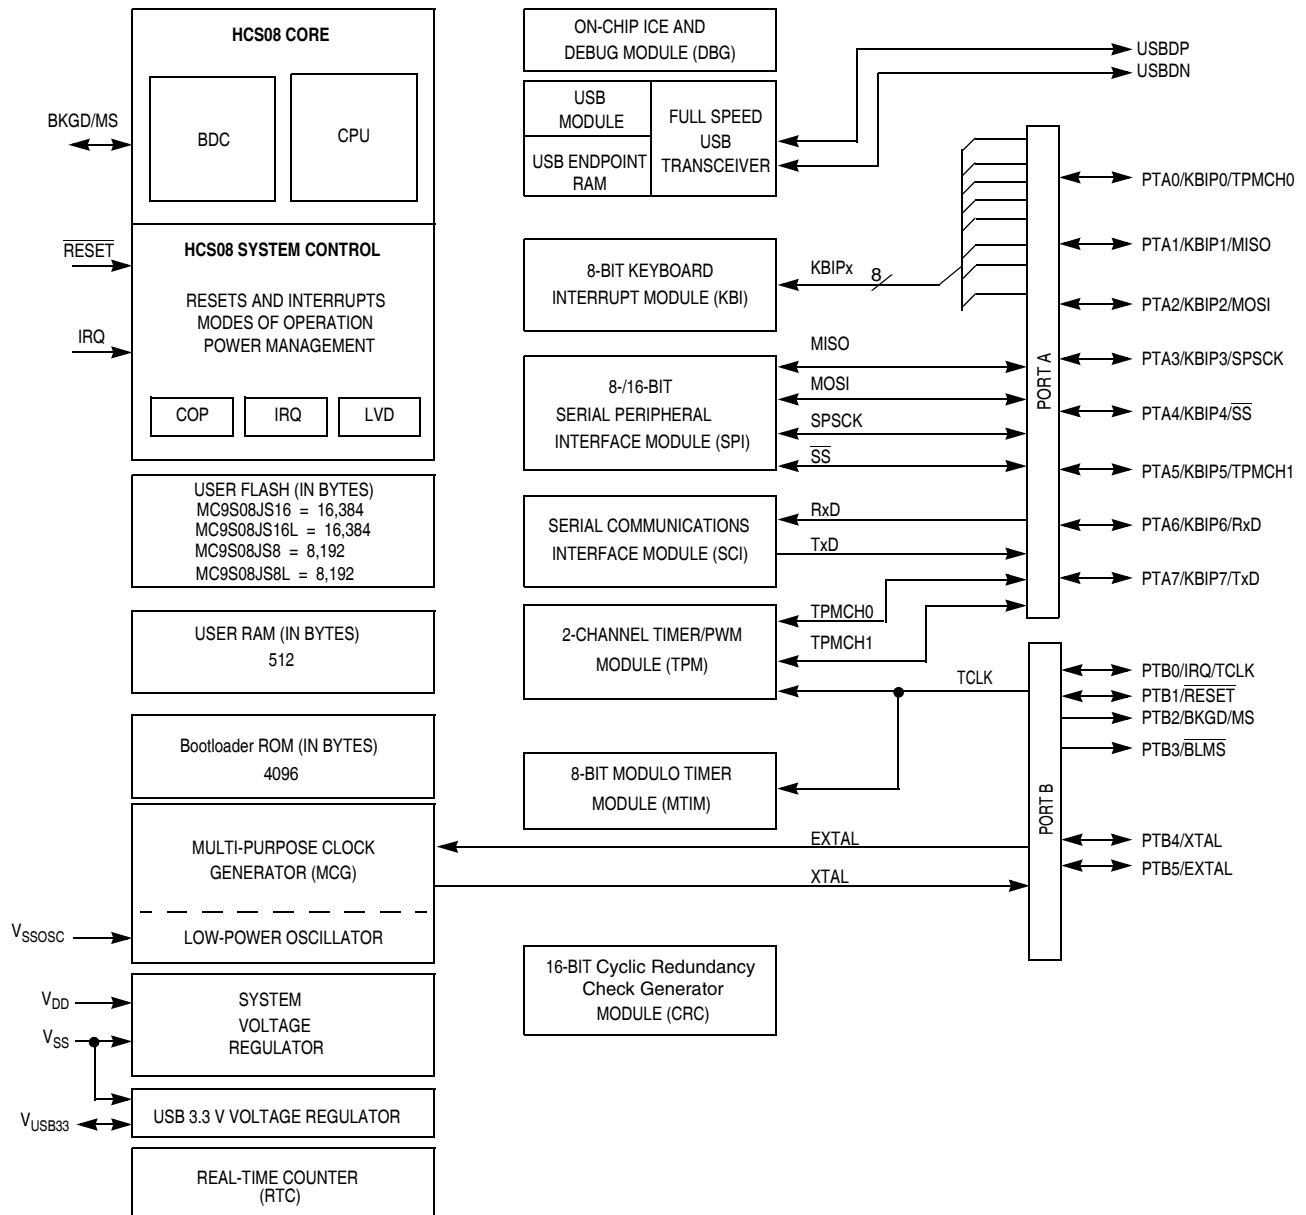 HCS08 CORE
BDC
CPU
BKGD/MS
RESET
IRQ
HCS08 SYSTEM CONTROL
RESETS AND INTERRUPTS
MODES OF OPERATION
POWER MANAGEMENT
COP
IRQ
LVD
USER FLASH (IN BYTES)
MC9S08JS16 = 16,384
MC9S08JS16L = 16,384
MC9S08JS8 = 8,192
MC9S08JS8L = 8,192
USER RAM (IN BYTES)
512
Bootloader ROM (IN BYTES)
4096
MULTI-PURPOSE CLOCK
GENERATOR (MCG)
LOW-POWER OSCILLATOR
VSSOSC
VDD
VSS
SYSTEM
VOLTAGE
REGULATOR
VUSB33
USB 3.3 V VOLTAGE REGULATOR
REAL-TIME COUNTER
(RTC)
ON-CHIP ICE AND
DEBUG MODULE (DBG)
USB
MODULE
USB ENDPOINT
RAM
FULL SPEED
USB
TRANSCEIVER
8-BIT KEYBOARD
INTERRUPT MODULE (KBI)
8-/16-BIT
SERIAL PERIPHERAL
INTERFACE MODULE (SPI)
SERIAL COMMUNICATIONS
INTERFACE MODULE (SCI)
2-CHANNEL TIMER/PWM
MODULE (TPM)
8-BIT MODULO TIMER
MODULE (MTIM)
16-BIT Cyclic Redundancy
Check Generator
MODULE (CRC)
KBIPx
8
MISO
MOSI
SPSCK
SS
RxD
TxD
TPMCH0
TPMCH1
TCLK
EXTAL
XTAL
PORT A
PORT B
USBDP
USBDN
PTA0/KBIP0/TPMCH0
PTA1/KBIP1/MISO
PTA2/KBIP2/MOSI
PTA3/KBIP3/SPSCK
PTA4/KBIP4/SS
PTA5/KBIP5/TPMCH1
PTA6/KBIP6/RxD
PTA7/KBIP7/TxD
PTB0/IRQ/TCLK
PTB1/RESET
PTB2/BKGD/MS
PTB3/BLMS
PTB4/XTAL
PTB5/EXTAL